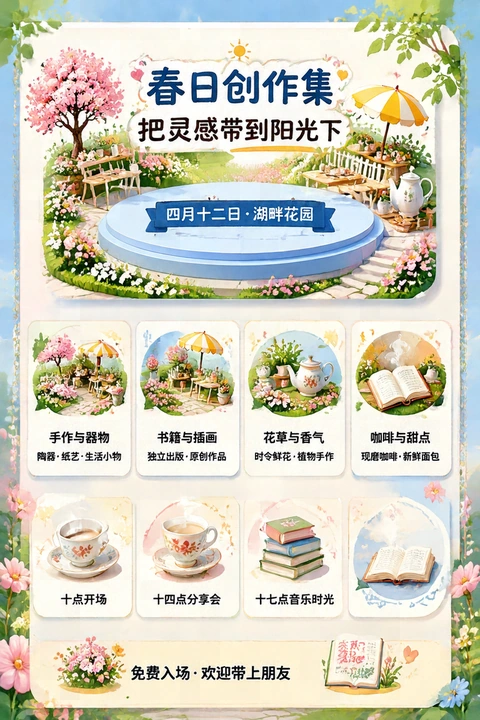 春日创作集
把灵感带到阳光下
四月十二日·湖畔花园
手作与器物
陶器·纸艺·生活小物
书籍与插画
独立出版·原创作品
花草与香气
时令鲜花·植物手作
咖啡与甜点
现磨咖啡·新鲜面包
十点开场
十四点分享会
十七点音乐时光
免费入场·欢迎带上朋友